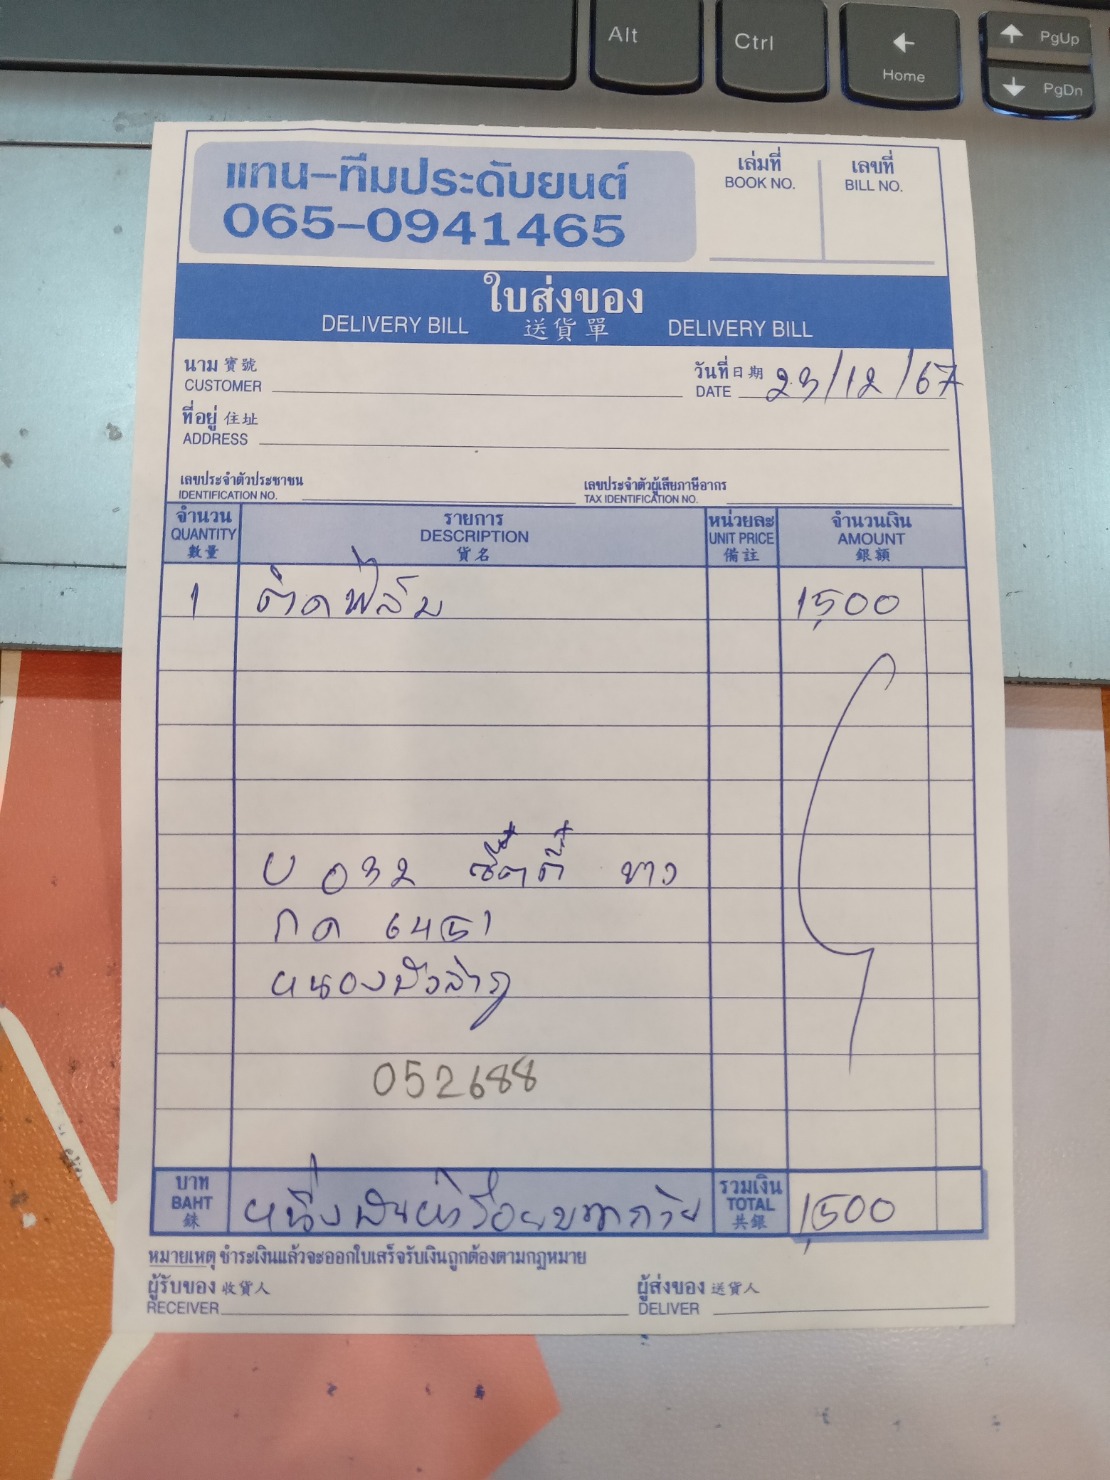 Alt
Ctrl
Home
PgUp
PgDn
แทน-ทีมประดับยนต์
065-0941465
เล่มที่
BOOK NO.
เลขที่
BILL NO.
ใบส่งของ
DELIVERY BILL 送貨單 DELIVERY BILL
นาม 寳號
CUSTOMER
วันที่ 日期
DATE 23/12/67
ที่อยู่ 住址
ADDRESS
เลขประจำตัวประชาชน
IDENTIFICATION NO.
เลขประจำตัวผู้เสียภาษีอากร
TAX IDENTIFICATION NO.
จำนวน รายการ หน่วยละ จำนวนเงิน
QUANTITY DESCRIPTION UNIT PRICE AMOUNT
數量 貨名 備註 銀額
1 ติดฟิล์ม 1,500
U 032 ซิตี้ ขาว
กด 6451
หนองบัวลำภู
052688
บาท
BAHT
銖
หนึ่งพันห้าร้อยบาทถ้วน
รวมเงิน
TOTAL
共銀
1,500
หมายเหตุ ชำระเงินแล้วจะออกใบเสร็จรับเงินถูกต้องตามกฎหมาย
ผู้รับของ 收貨人
RECEIVER
ผู้ส่งของ 送貨人
DELIVER